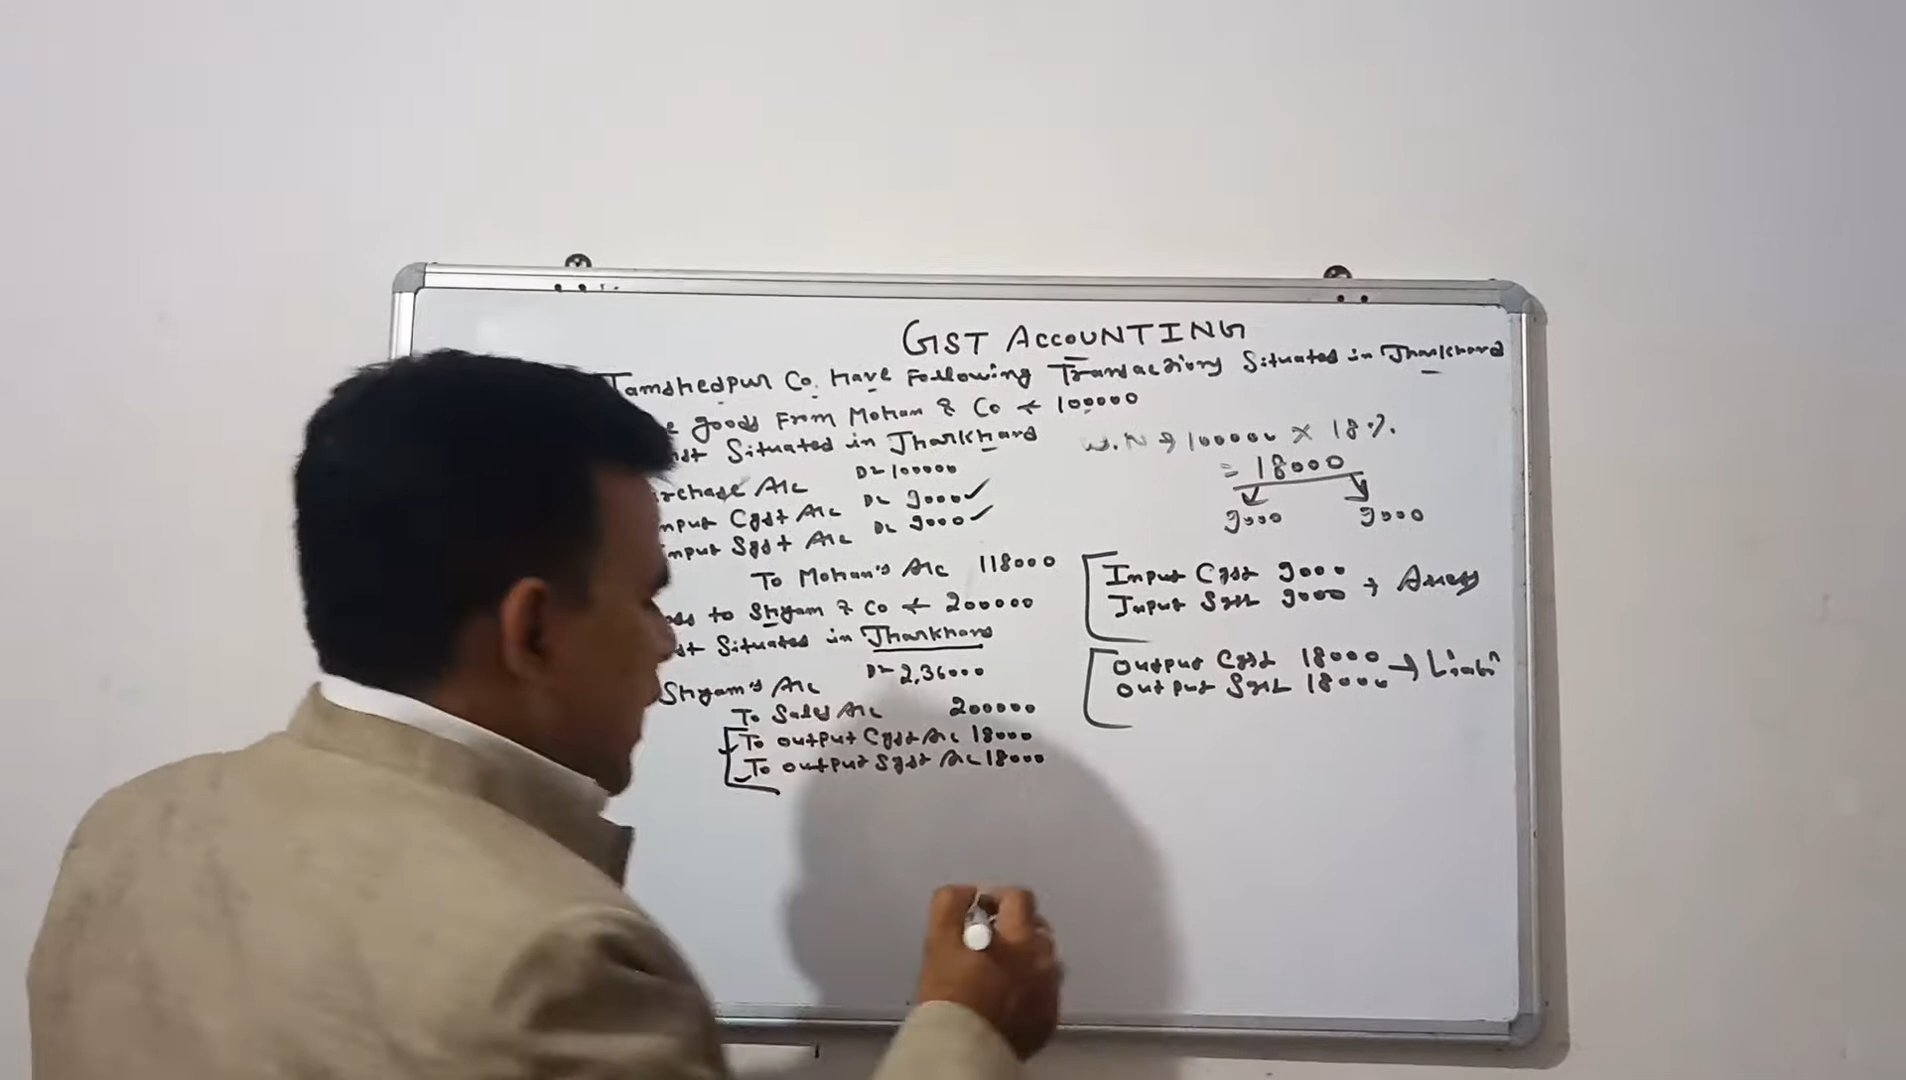 GST ACCOUNTING
Jamshedpur Co. Have Following Transactions Situated in Jharkhand
goods From Mohan & Co ← 100000
Situated in Jharkhand
Purchase A/c Dr 100000
Input Cgst A/c Dr 9000 ✓
Input Sgst A/c Dr 9000 ✓
To Mohan's A/c 118000
to Shyam & Co ← 200000
Situated in Jharkhand
Shyam's A/c Dr 2,36000
To Sales A/c 200000
To output Cgst A/c 18000
To output Sgst A/c 18000
W.N → 100000 × 18%.
= 18000
9000 9000
Input Cgst 9000
Input Sgst 9000 → Assets
Output Cgst 18000
Output Sgst 18000 →